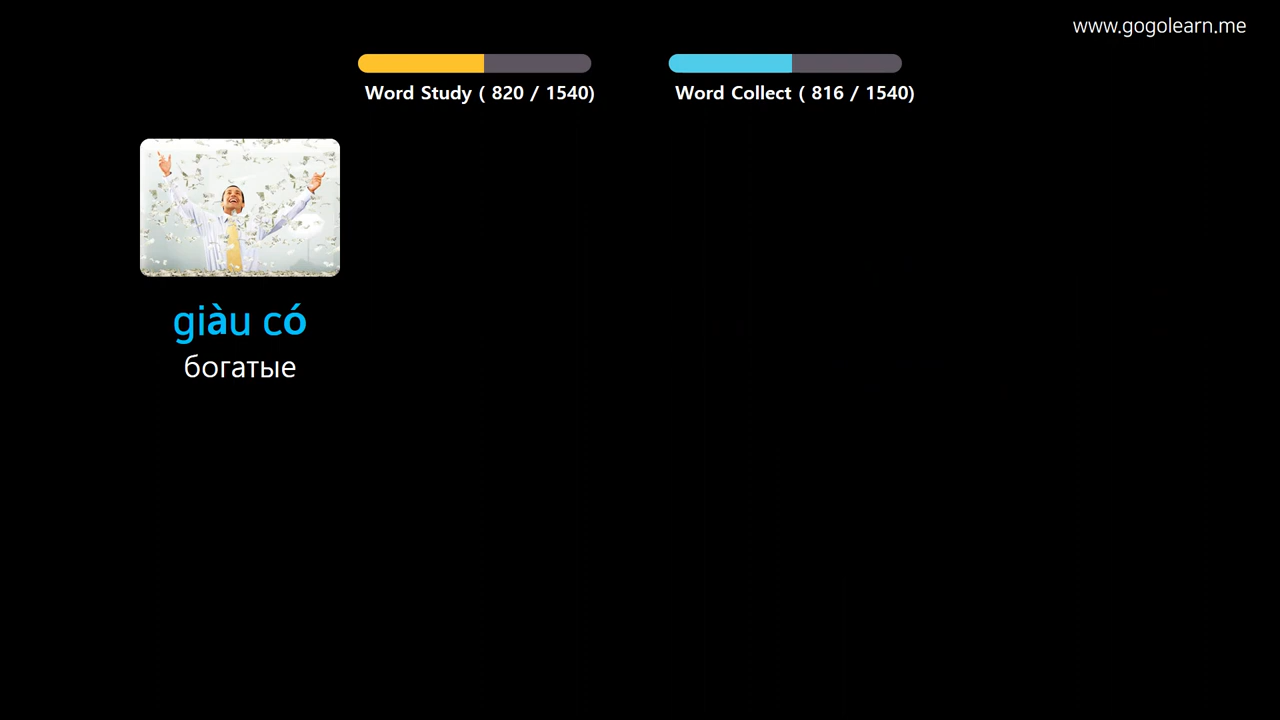 www.gogolearn.me
Word Study ( 820 / 1540)
Word Collect ( 816 / 1540)
giàu có
богатые